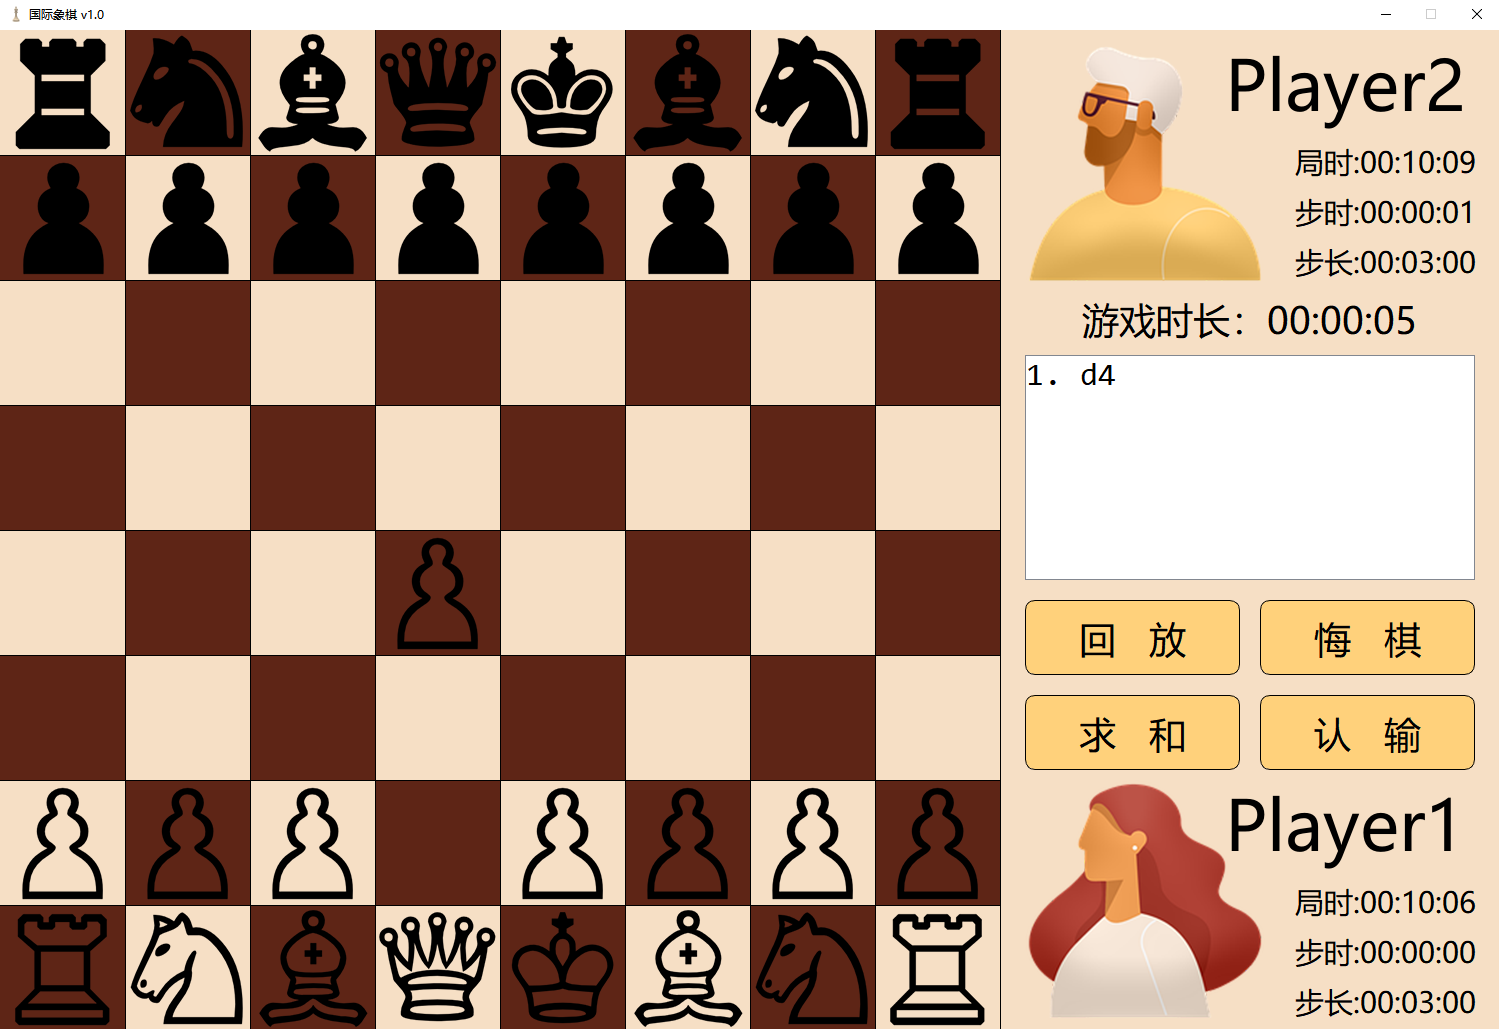 国际象棋 v1.0
Player2
局时:00:10:09
步时:00:00:01
步长:00:03:00
游戏时长：00:00:05
1. d4
回 放
悔 棋
求 和
认 输
Player1
局时:00:10:06
步时:00:00:00
步长:00:03:00